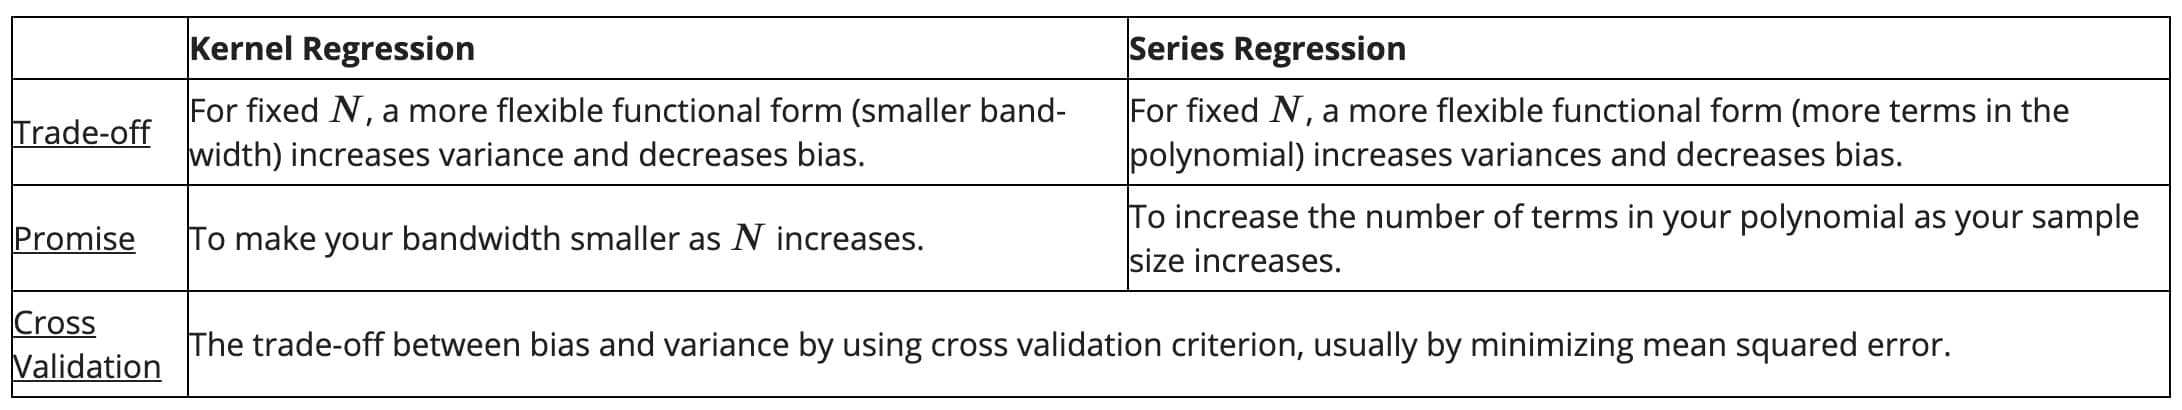 Kernel Regression
Series Regression
Trade-off
For fixed N, a more flexible functional form (smaller band-
width) increases variance and decreases bias.
For fixed N, a more flexible functional form (more terms in the
polynomial) increases variances and decreases bias.
Promise
To make your bandwidth smaller as N increases.
To increase the number of terms in your polynomial as your sample
size increases.
Cross
Validation
The trade-off between bias and variance by using cross validation criterion, usually by minimizing mean squared error.